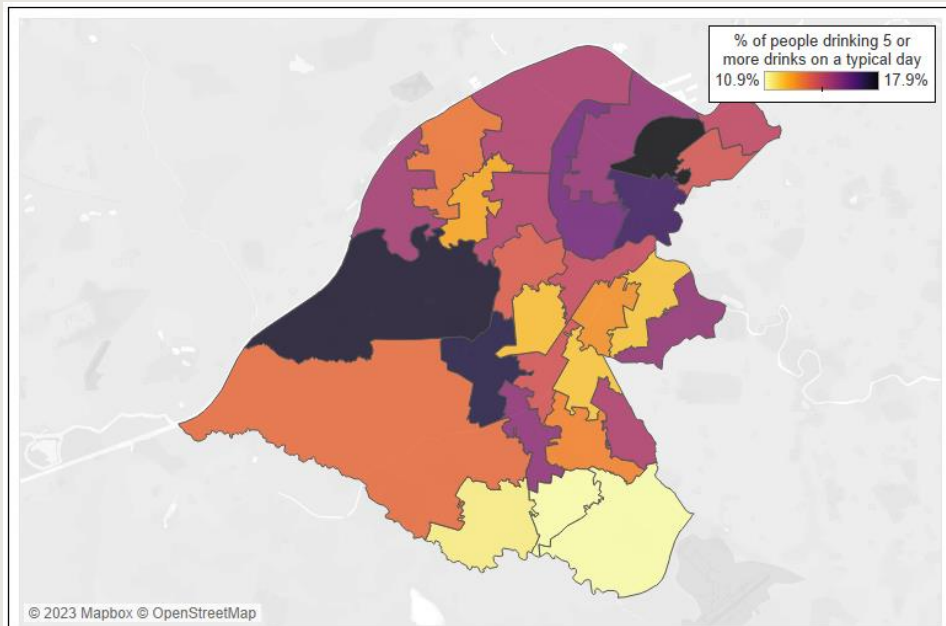 % of people drinking 5 or
more drinks on a typical day
10.9% 17.9%
© 2023 Mapbox © OpenStreetMap